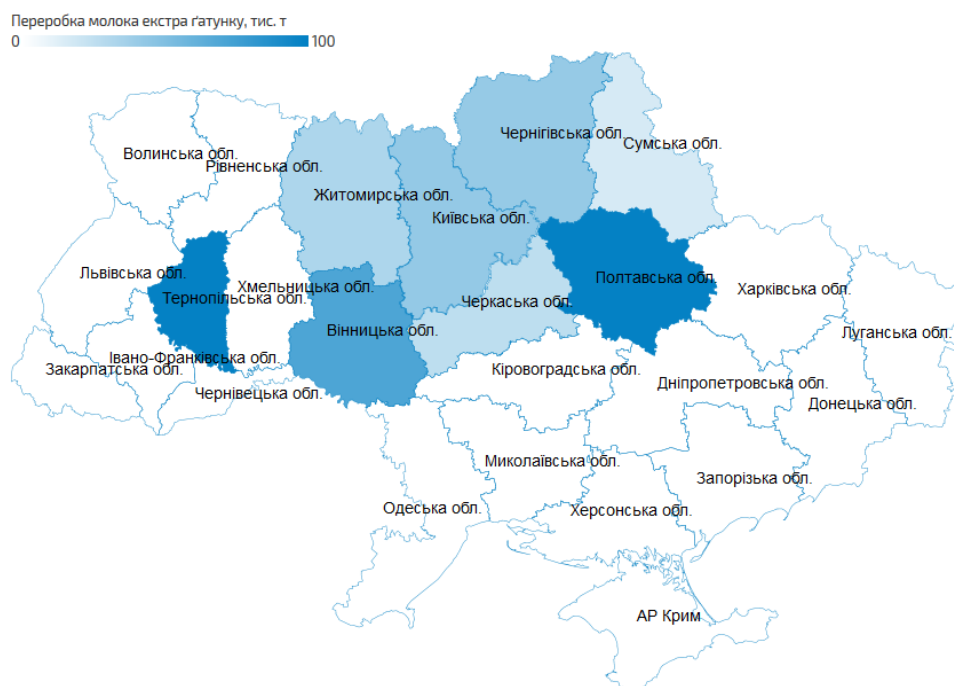 Переробка молока екстра ґатунку, тис. т
0 100
Чернігівська обл.
Сумська обл.
Волинська обл.
Рівненська обл.
Житомирська обл.
Київська обл.
Львівська обл.
Полтавська обл.
Хмельницька обл.
Харківська обл.
Тернопільська обл.
Черкаська обл.
Вінницька обл.
Луганська обл.
Івано-Франківська обл.
Закарпатська обл.
Кіровоградська обл.
Дніпропетровська обл.
Чернівецька обл.
Донецька обл.
Миколаївська обл.
Запорізька обл.
Одеська обл.
Херсонська обл.
АР Крим